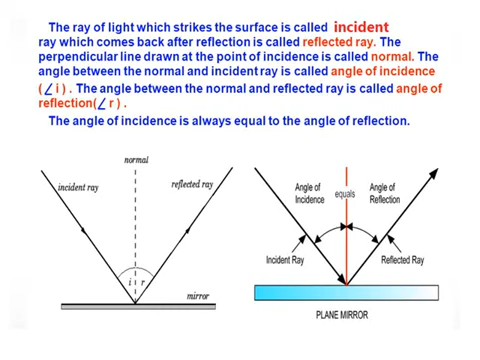 The ray of light which strikes the surface is called incident
ray which comes back after reflection is called reflected ray. The
perpendicular line drawn at the point of incidence is called normal. The
angle between the normal and incident ray is called angle of incidence
(∠i). The angle between the normal and reflected ray is called angle of
reflection(∠r).
The angle of incidence is always equal to the angle of reflection.
normal
incident ray
reflected ray
i
r
mirror
Angle of
Incidence
equals
Angle of
Reflection
Incident Ray
Reflected Ray
PLANE MIRROR